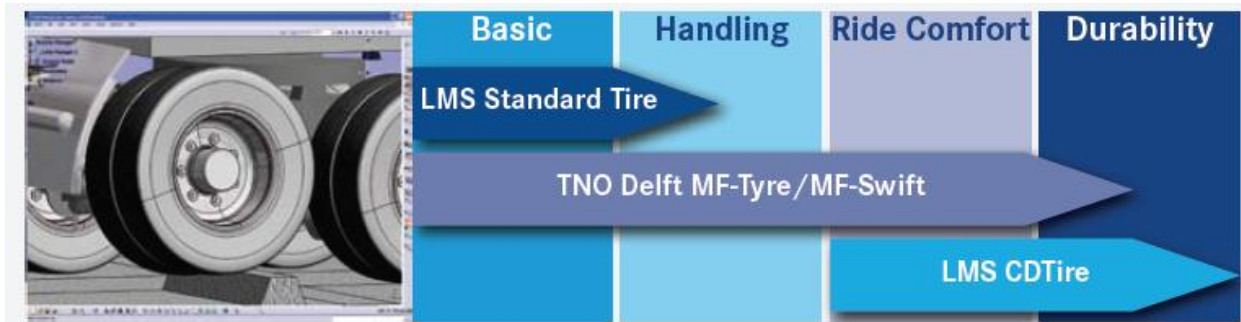 Basic
Handling
Ride Comfort
Durability
LMS Standard Tire
TNO Delft MF-Tyre/MF-Swift
LMS CDTire